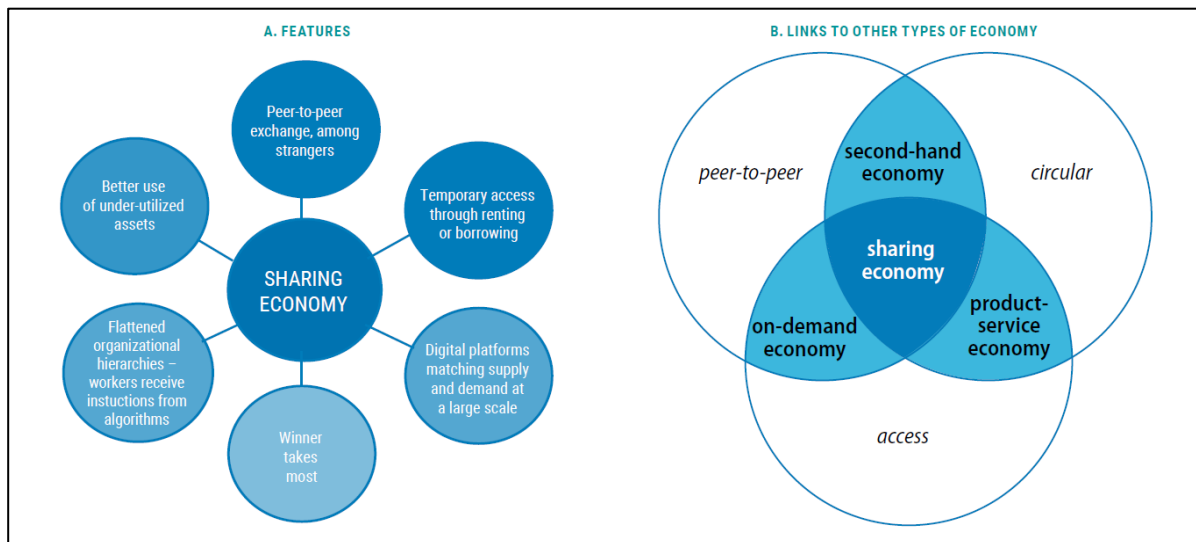 A. FEATURES
Peer-to-peer
exchange, among
strangers
Better use
of under-utilized
assets
Temporary access
through renting
or borrowing
SHARING
ECONOMY
Flattened
organizational
hierarchies –
workers receive
instuctions from
algorithms
Digital platforms
matching supply
and demand at
a large scale
Winner
takes
most
B. LINKS TO OTHER TYPES OF ECONOMY
peer-to-peer
second-hand
economy
circular
sharing
economy
on-demand
economy
product-
service
economy
access